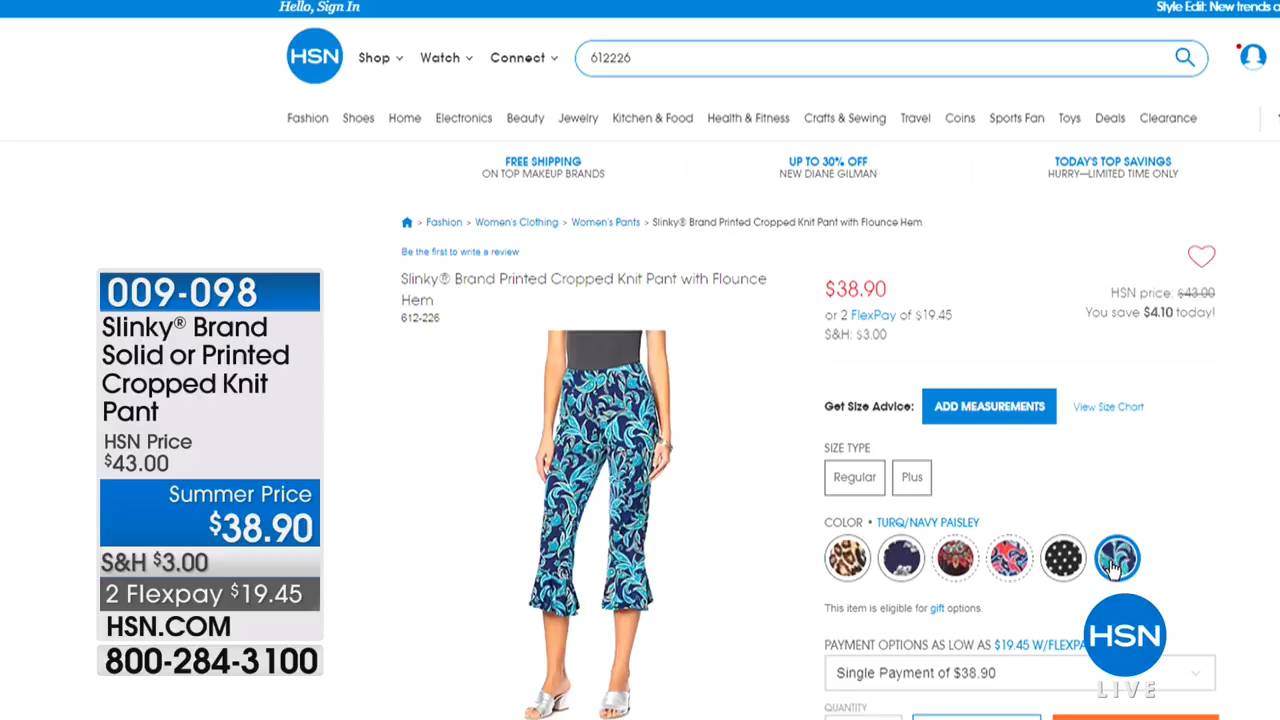 Hello, Sign In
Style Edit: New trends a
HSN
Shop
Watch
Connect
612226
Fashion
Shoes
Home
Electronics
Beauty
Jewelry
Kitchen & Food
Health & Fitness
Crafts & Sewing
Travel
Coins
Sports Fan
Toys
Deals
Clearance
FREE SHIPPING
ON TOP MAKEUP BRANDS
UP TO 30% OFF
NEW DIANE GILMAN
TODAY'S TOP SAVINGS
HURRY—LIMITED TIME ONLY
> Fashion > Women's Clothing > Women's Pants > Slinky® Brand Printed Cropped Knit Pant with Flounce Hem
Be the first to write a review
Slinky® Brand Printed Cropped Knit Pant with Flounce
Hem
612-226
$38.90
or 2 FlexPay of $19.45
S&H: $3.00
HSN price: $43.00
You save $4.10 today!
Get Size Advice:
ADD MEASUREMENTS
View Size Chart
SIZE TYPE
Regular
Plus
COLOR • TURQ/NAVY PAISLEY
This item is eligible for gift options.
PAYMENT OPTIONS AS LOW AS $19.45 W/FLEXPA
Single Payment of $38.90
QUANTITY
009-098
Slinky® Brand
Solid or Printed
Cropped Knit
Pant
HSN Price
$43.00
Summer Price
$38.90
S&H $3.00
2 Flexpay $19.45
HSN.COM
800-284-3100
HSN
LIVE